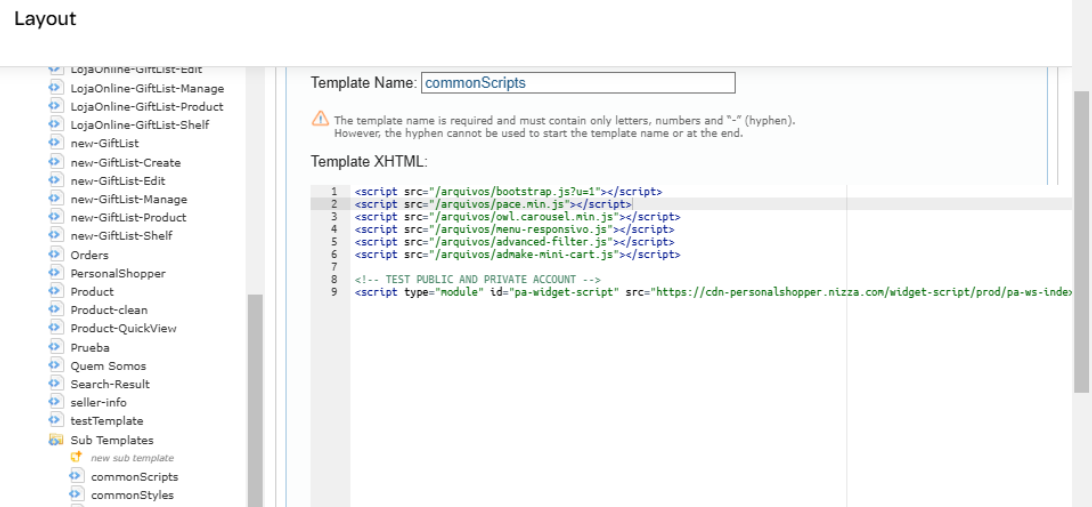 Layout
LojaOnline-GiftList-Edit
LojaOnline-GiftList-Manage
LojaOnline-GiftList-Product
LojaOnline-GiftList-Shelf
new-GiftList
new-GiftList-Create
new-GiftList-Edit
new-GiftList-Manage
new-GiftList-Product
new-GiftList-Shelf
Orders
PersonalShopper
Product
Product-clean
Product-QuickView
Prueba
Quem Somos
Search-Result
seller-info
testTemplate
Sub Templates
new sub template
commonScripts
commonStyles
Template Name: commonScripts
The template name is required and must contain only letters, numbers and "-" (hyphen).
However, the hyphen cannot be used to start the template name or at the end.
Template XHTML:
1 <script src="/arquivos/bootstrap.js?u=1"></script>
2 <script src="/arquivos/pace.min.js"></script>
3 <script src="/arquivos/owl.carousel.min.js"></script>
4 <script src="/arquivos/menu-responsivo.js"></script>
5 <script src="/arquivos/advanced-filter.js"></script>
6 <script src="/arquivos/admake-mini-cart.js"></script>
7
8 <!-- TEST PUBLIC AND PRIVATE ACCOUNT -->
9 <script type="module" id="pa-widget-script" src="https://cdn-personalshopper.nizza.com/widget-script/prod/pa-ws-index